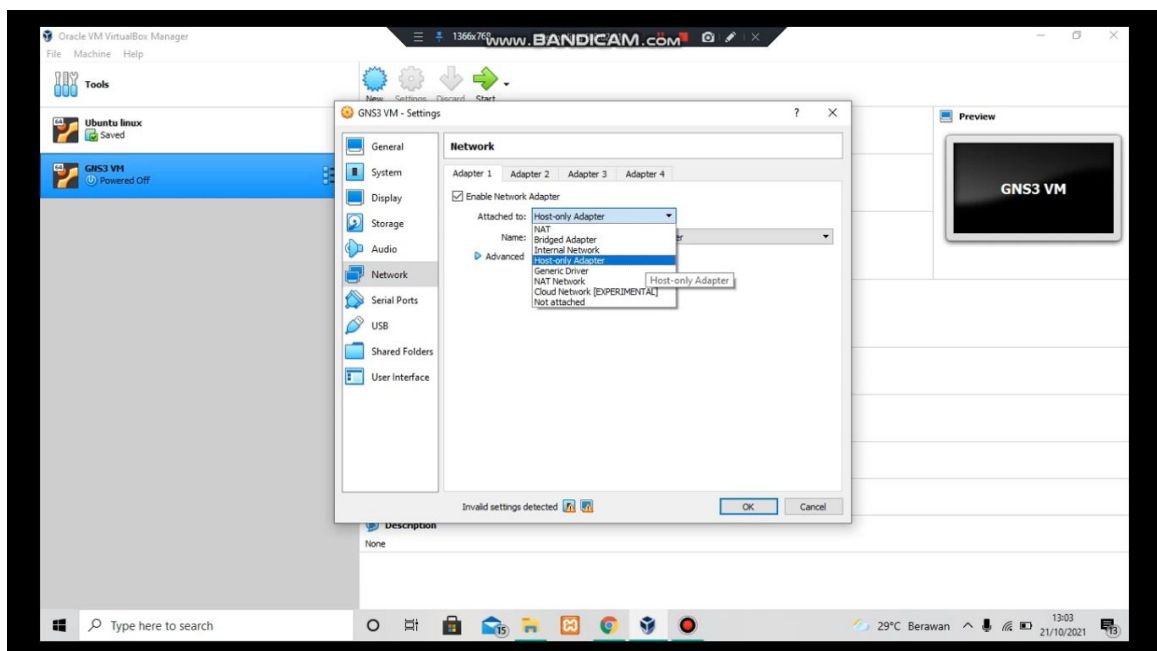 Oracle VM VirtualBox Manager
1366x768
www.BANDICAM.com
File Machine Help
Tools
New Settings Discard Start
Ubuntu linux
Saved
GNS3 VM
Powered Off
GNS3 VM - Settings
? ×
General
System
Display
Storage
Audio
Network
Serial Ports
USB
Shared Folders
User Interface
Network
Adapter 1 Adapter 2 Adapter 3 Adapter 4
Enable Network Adapter
Attached to: Host-only Adapter
Name:
Advanced
NAT
Bridged Adapter
Internal Network
Host-only Adapter
Generic Driver
NAT Network
Cloud Network [EXPERIMENTAL]
Not attached
Host-only Adapter
Invalid settings detected
OK Cancel
Preview
GNS3 VM
Description
None
Type here to search
15
29°C Berawan
13:03
21/10/2021
13